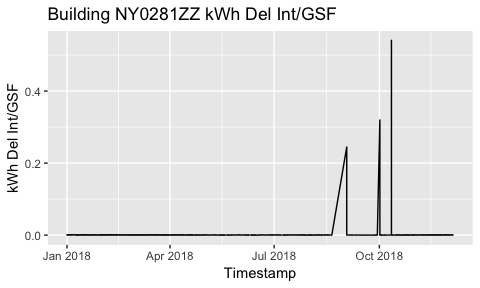 Building NY0281ZZ kWh Del Int/GSF
kWh Del Int/GSF
0.4
0.2
0.0
Jan 2018 Apr 2018 Jul 2018 Oct 2018
Timestamp